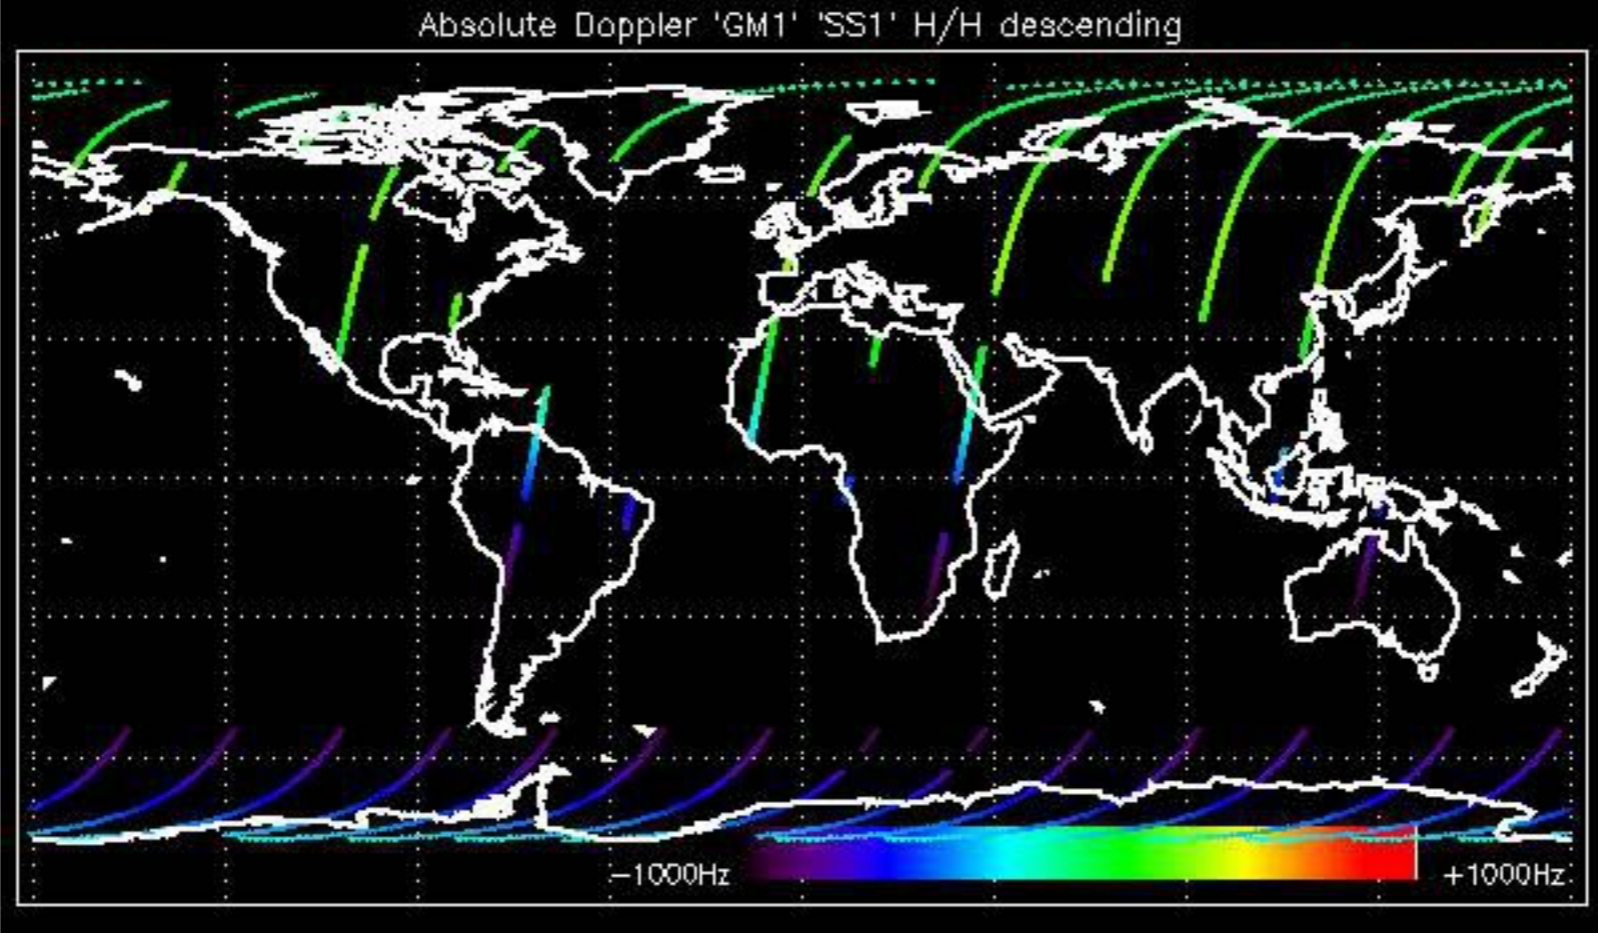 Absolute Doppler 'GM1' 'SS1' H/H descending
−1000Hz +1000Hz